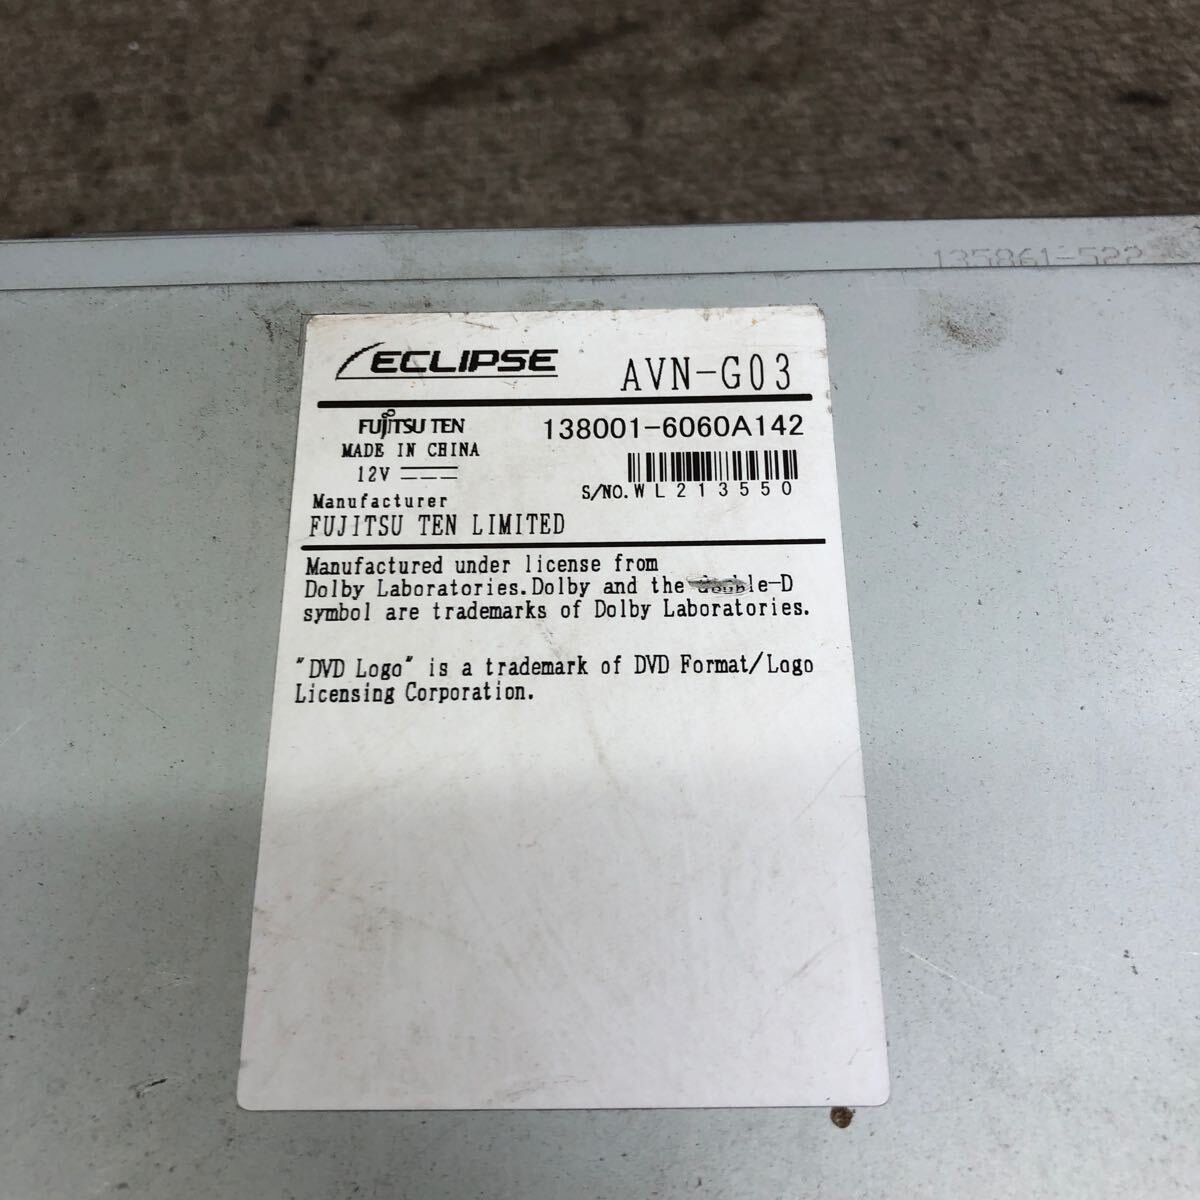 135861-522
ECLIPSE AVN-G03
FUJITSU TEN 138001-6060A142
MADE IN CHINA
12V
S/NO. WL213550
Manufacturer
FUJITSU TEN LIMITED
Manufactured under license from
Dolby Laboratories. Dolby and the double-D
symbol are trademarks of Dolby Laboratories.
"DVD Logo" is a trademark of DVD Format/Logo
Licensing Corporation.